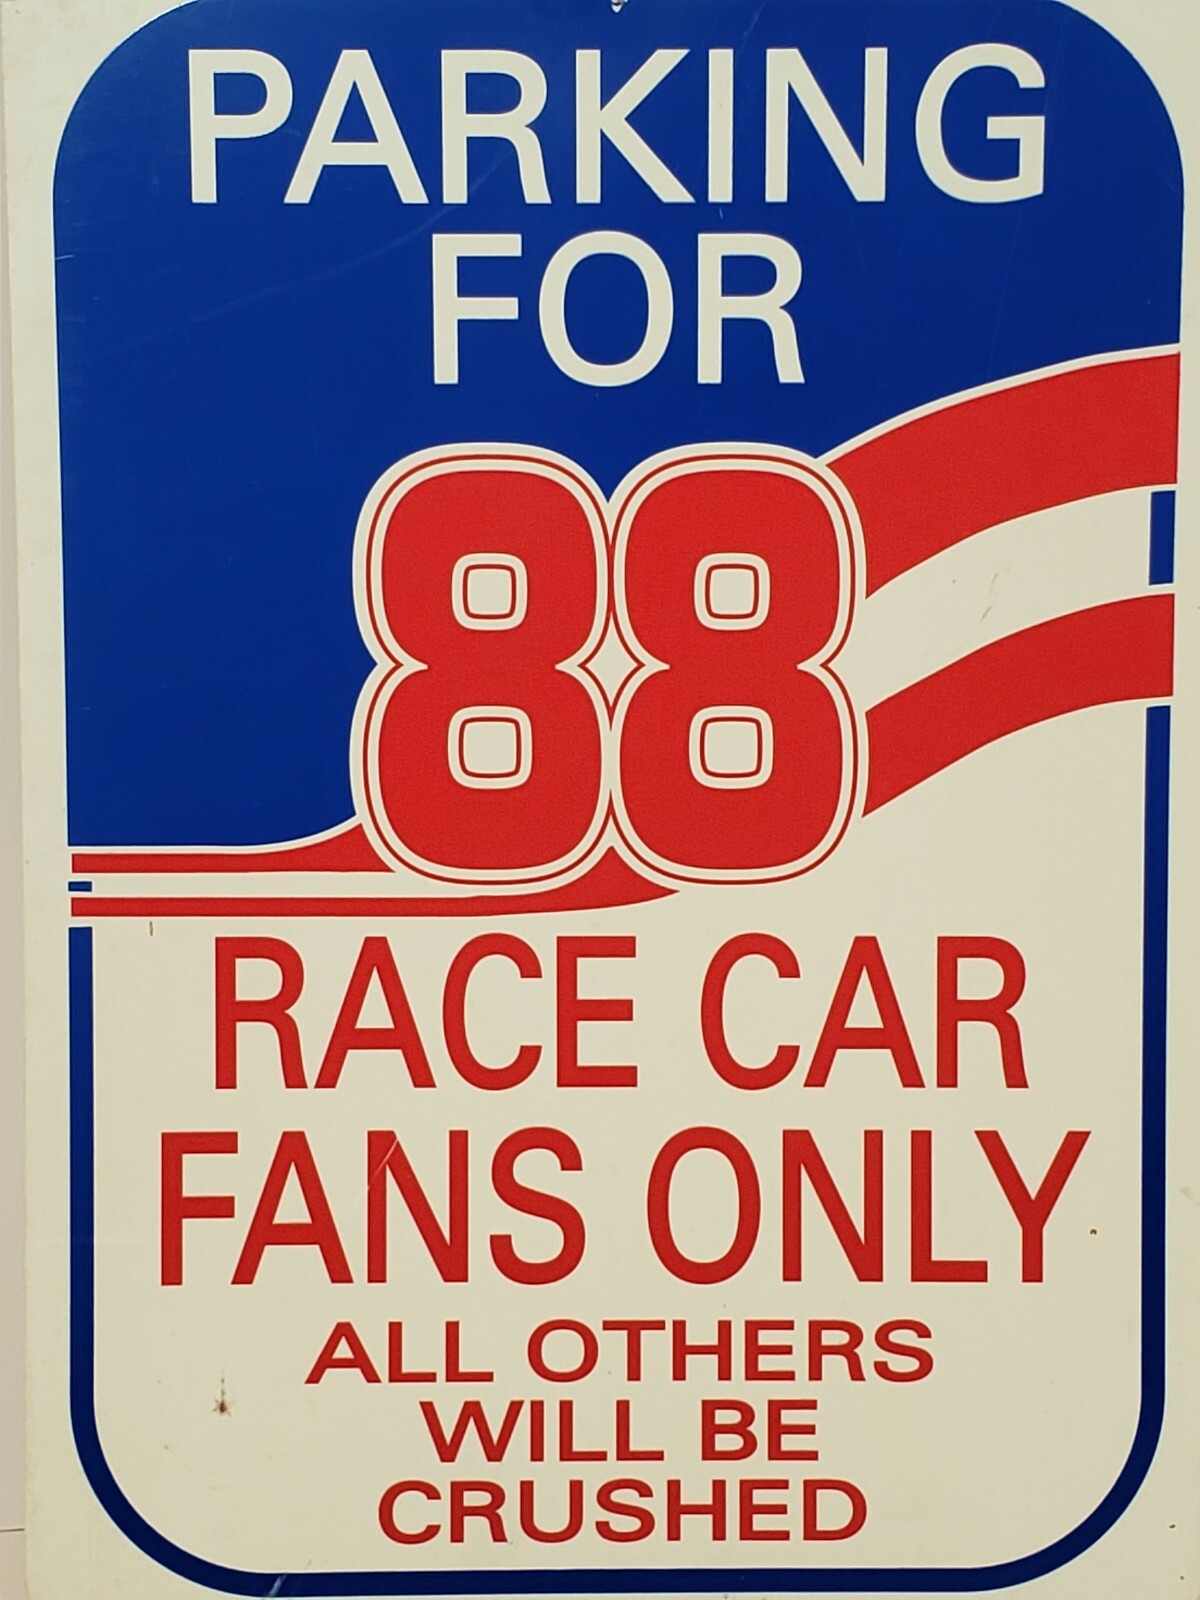 PARKING
FOR
88
RACE CAR
FANS ONLY
ALL OTHERS
WILL BE
CRUSHED